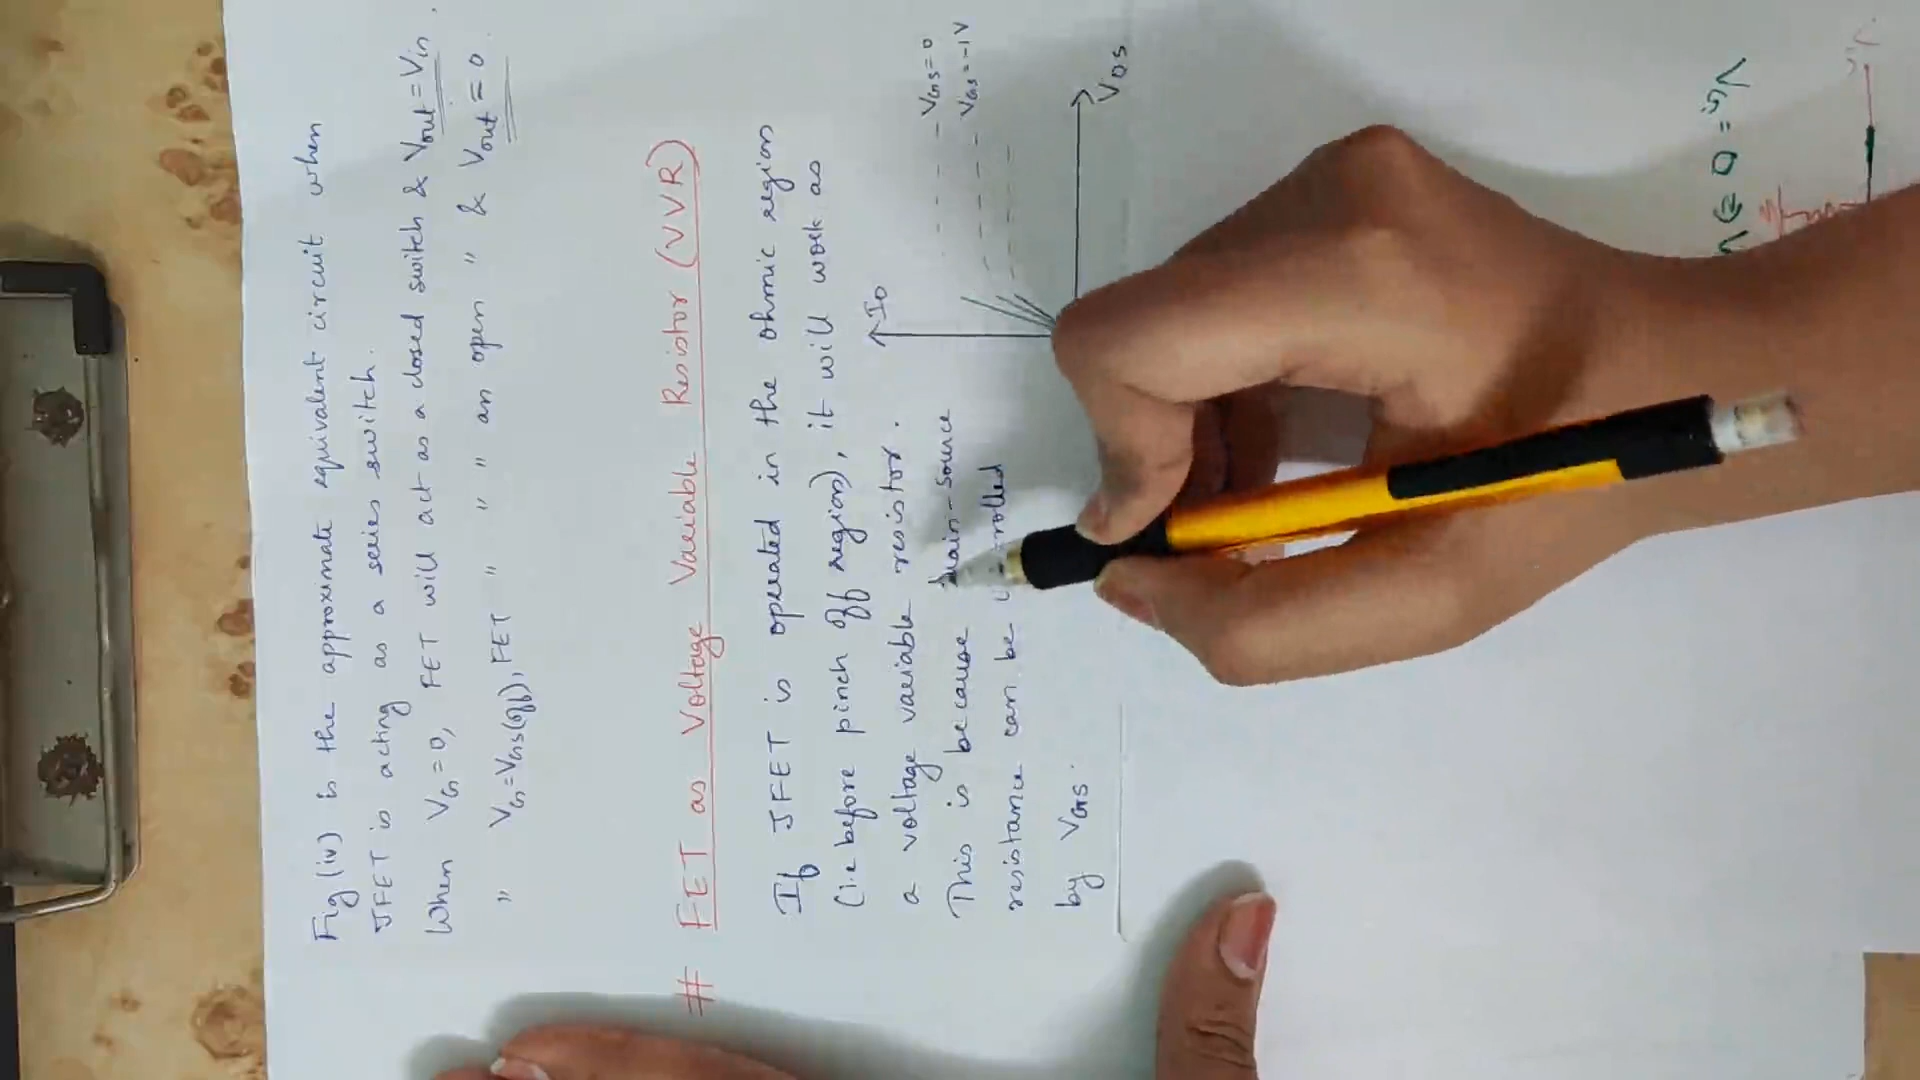 Fig (iv) is the approximate equivalent circuit when
JFET is acting as a series switch.
When VG = 0, FET will act as a closed switch & Vout = Vin.
" VG = VGS(off), FET " " " an open " & Vout = 0.
# FET as Voltage Variable Resistor (VVR)
If JFET is operated in the ohmic region
(i.e before pinch off region), it will work as
a voltage variable resistor.
This is because drain-source
resistance can be
by VGS.
ID
VGS = 0
VGS = -1V
VDS